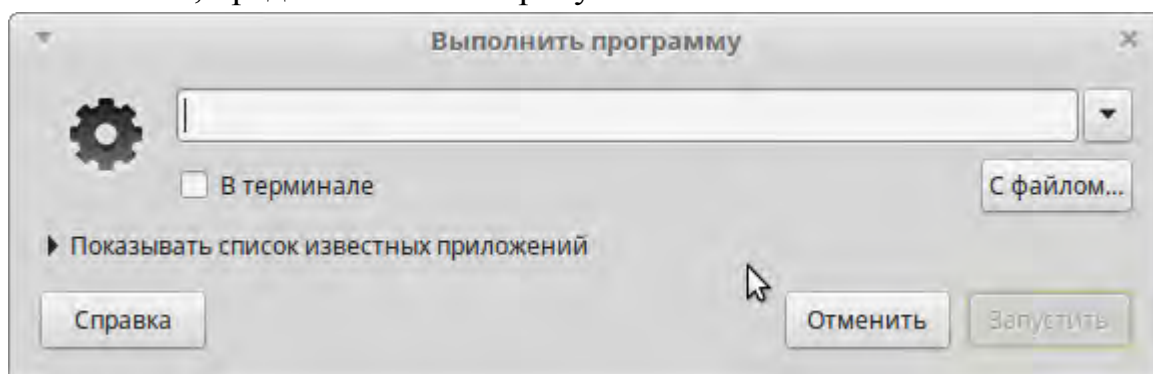 Выполнить программу
В терминале
С файлом...
Показывать список известных приложений
Справка
Отменить
Запустить